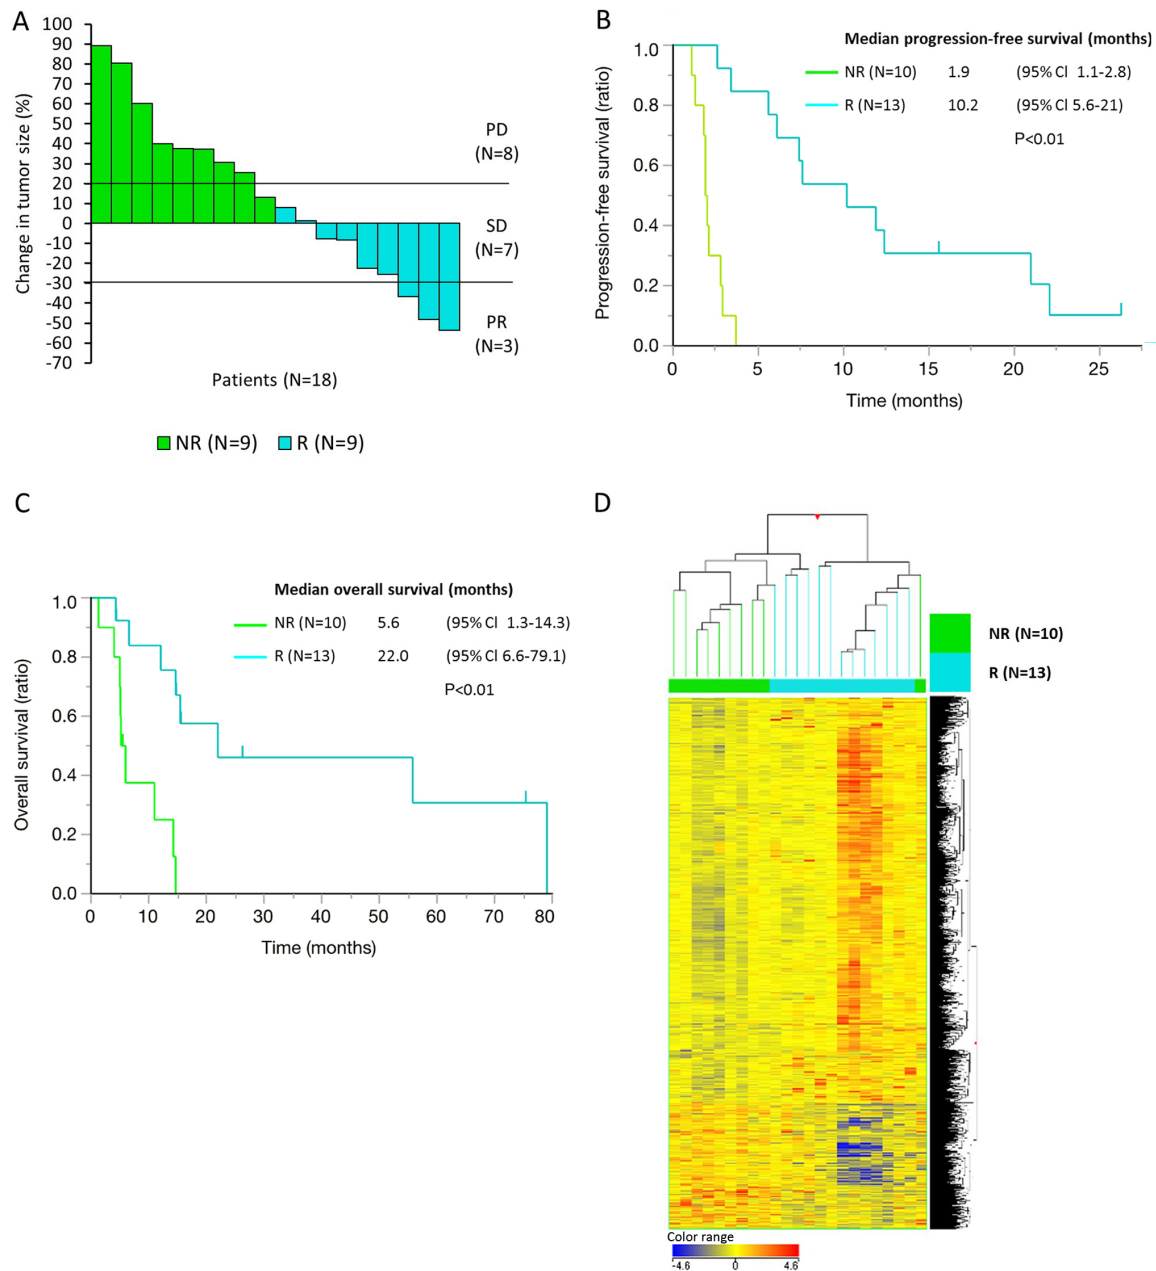 A
100
90
80
70
60
50
40
30
20
10
0
-10
-20
-30
-40
-50
-60
-70
Change in tumor size (%)
PD
(N=8)
SD
(N=7)
PR
(N=3)
Patients (N=18)
NR (N=9) R (N=9)
B
Median progression-free survival (months)
NR (N=10) 1.9 (95% CI 1.1-2.8)
R (N=13) 10.2 (95% CI 5.6-21)
P<0.01
1.0
0.8
0.6
0.4
0.2
0.0
Progression-free survival (ratio)
0 5 10 15 20 25
Time (months)
C
Median overall survival (months)
NR (N=10) 5.6 (95% CI 1.3-14.3)
R (N=13) 22.0 (95% CI 6.6-79.1)
P<0.01
1.0
0.8
0.6
0.4
0.2
0.0
Overall survival (ratio)
0 10 20 30 40 50 60 70 80
Time (months)
D
NR (N=10)
R (N=13)
Color range
-4.6 0 4.6